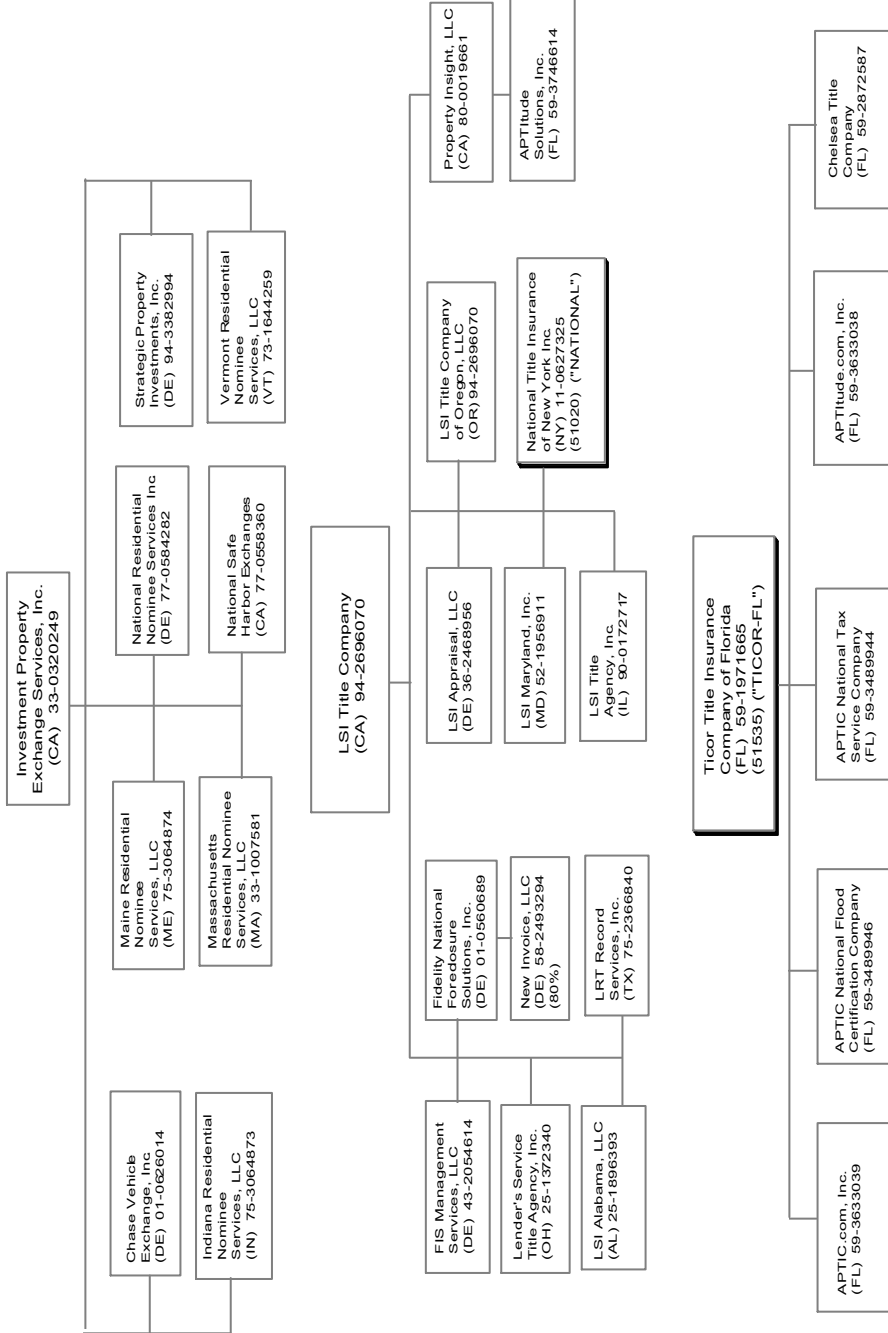 Investment Property
Exchange Services, Inc.
(CA) 33-0320249
Chase Vehicle
Exchange, Inc
(DE) 01-0626014
Indiana Residential
Nominee
Services, LLC
(IN) 75-3064873
Maine Residential
Nominee
Services, LLC
(ME) 75-3064874
Massachusetts
Residential Nominee
Services, LLC
(MA) 33-1007581
National Residential
Nominee Services Inc
(DE) 77-0584282
National Safe
Harbor Exchanges
(CA) 77-0558360
Strategic Property
Investments, Inc.
(DE) 94-3382994
Vermont Residential
Nominee
Services, LLC
(VT) 73-1644259
LSI Title Company
(CA) 94-2696070
FIS Management
Services, LLC
(DE) 43-2054614
Lender's Service
Title Agency, Inc.
(OH) 25-1372340
LSI Alabama, LLC
(AL) 25-1896393
Fidelity National
Foredosure
Solutions, Inc.
(DE) 01-0560689
New Invoice, LLC
(DE) 58-2493294
(80%)
LRT Record
Services, Inc.
(TX) 75-2366840
LSI Appraisal, LLC
(DE) 36-2468956
LSI Maryland, Inc.
(MD) 52-1956911
LSI Title
Agency, Inc.
(IL) 90-0172717
LSI Title Company
of Oregon, LLC
(OR) 94-2696070
National Title Insurance
of New York Inc.
(NY) 11-0627325
(51020) ("NATIONAL")
Property Insight, LLC
(CA) 80-0019661
APTItude
Solutions, Inc.
(FL) 59-3746614
Ticor Title Insurance
Company of Florida
(FL) 59-1971665
(51535) ("TICOR-FL")
APTIC.com, Inc.
(FL) 59-3633039
APTIC National Flood
Certification Company
(FL) 59-3489946
APTIC National Tax
Service Company
(FL) 59-3489944
APTItude.com, Inc.
(FL) 59-3633038
Chelsea Title
Company
(FL) 59-2872587